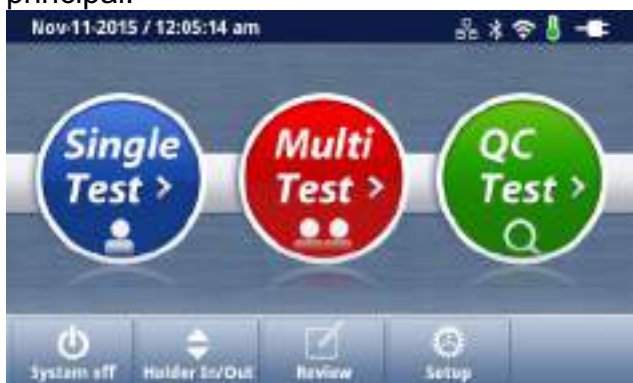 principal.
Nov-11-2015 / 12:05:14 am
Single
Test >
Multi
Test >
QC
Test >
System off
Holder In/Out
Review
Setup